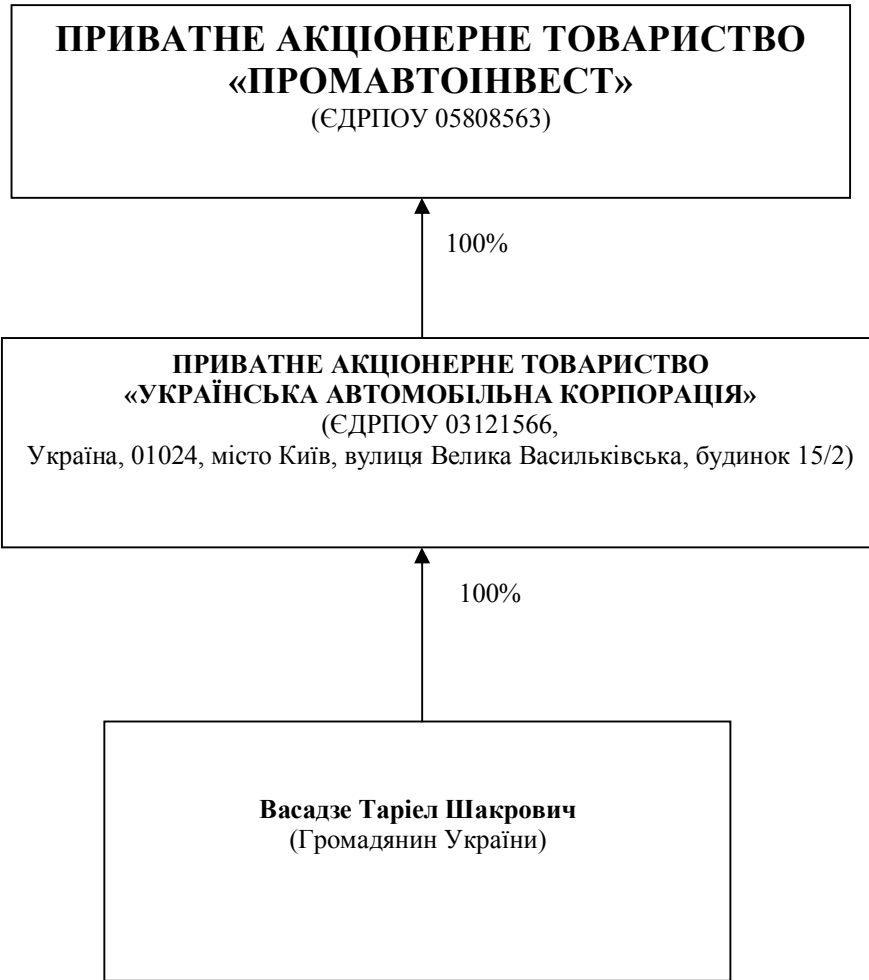 ПРИВАТНЕ АКЦІОНЕРНЕ ТОВАРИСТВО
«ПРОМАВТОІНВЕСТ»
(ЄДРПОУ 05808563)
100%
ПРИВАТНЕ АКЦІОНЕРНЕ ТОВАРИСТВО
«УКРАЇНСЬКА АВТОМОБІЛЬНА КОРПОРАЦІЯ»
(ЄДРПОУ 03121566,
Україна, 01024, місто Київ, вулиця Велика Васильківська, будинок 15/2)
100%
Васадзе Таріел Шакрович
(Громадянин України)